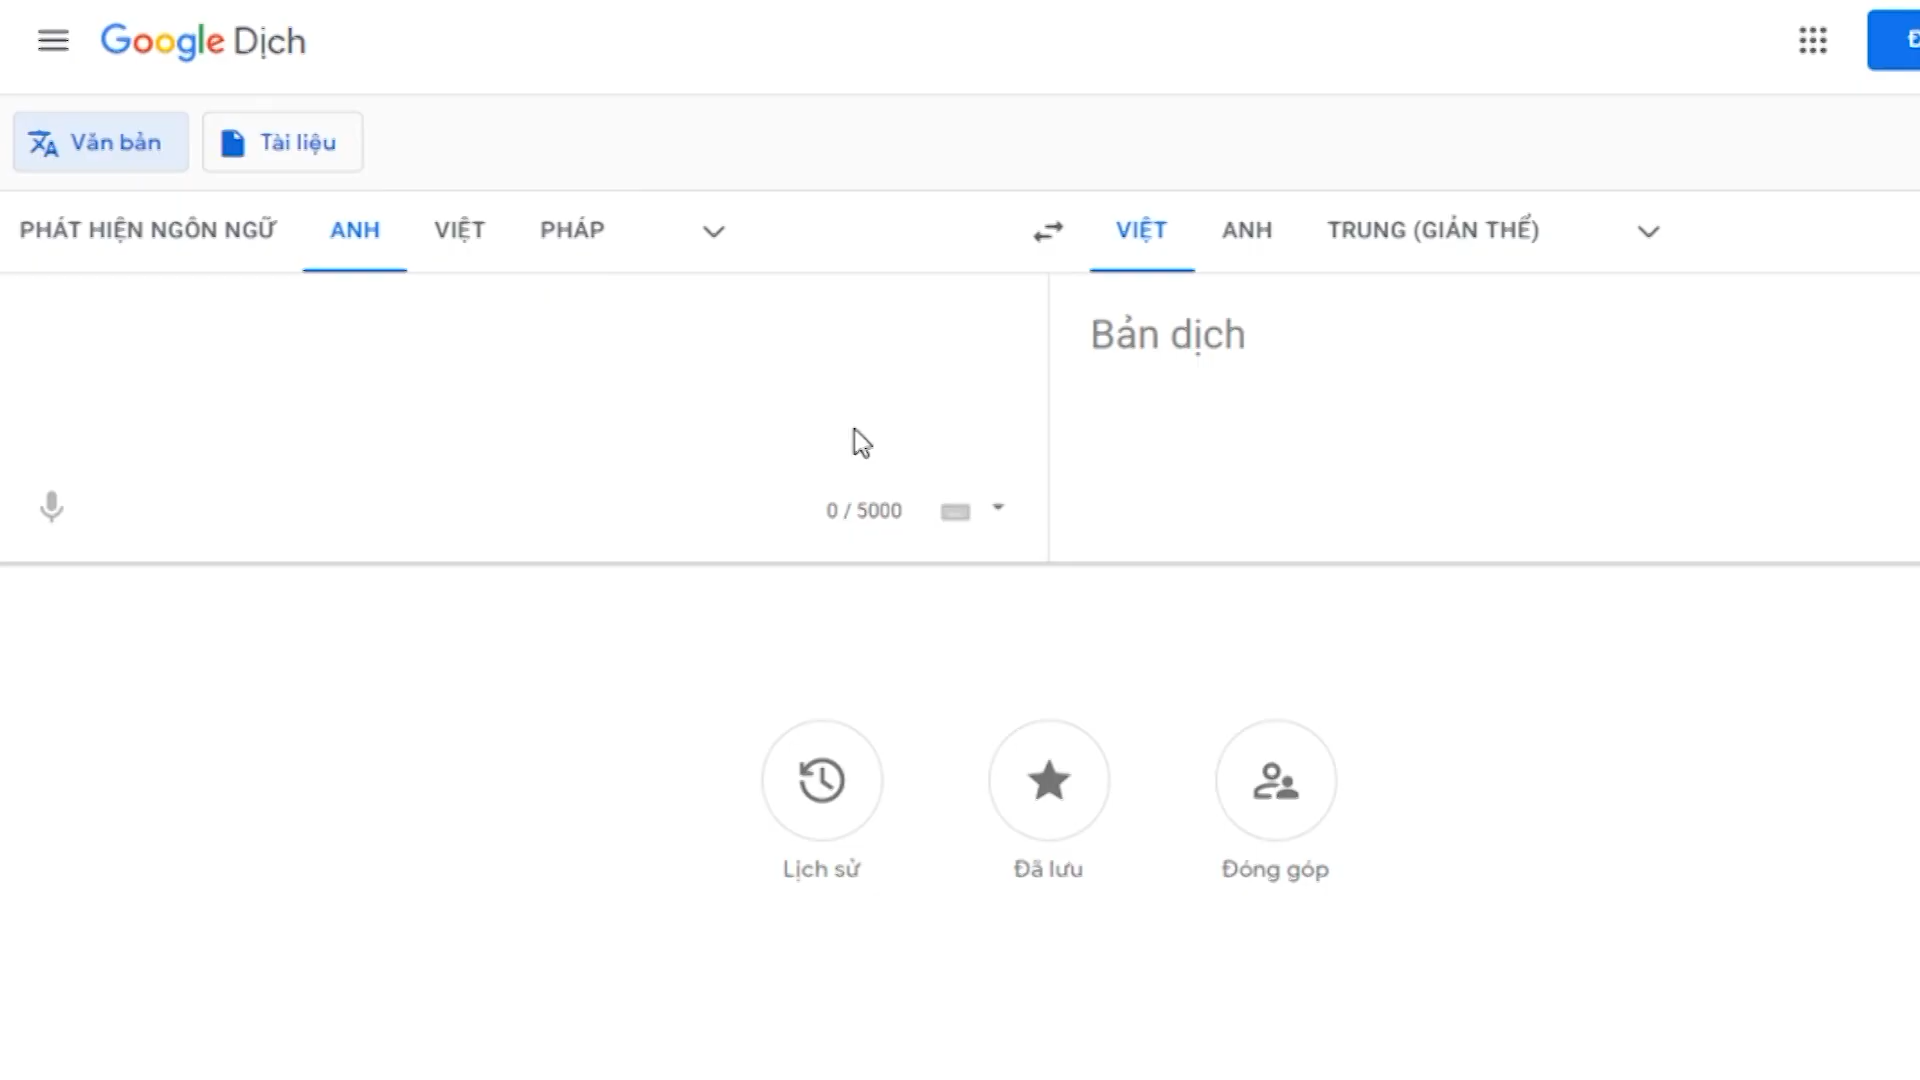 Google Dịch
Văn bản Tài liệu
PHÁT HIỆN NGÔN NGỮ ANH VIỆT PHÁP VIỆT ANH TRUNG (GIẢN THỂ)
Bản dịch
0 / 5000
Lịch sử Đã lưu Đóng góp